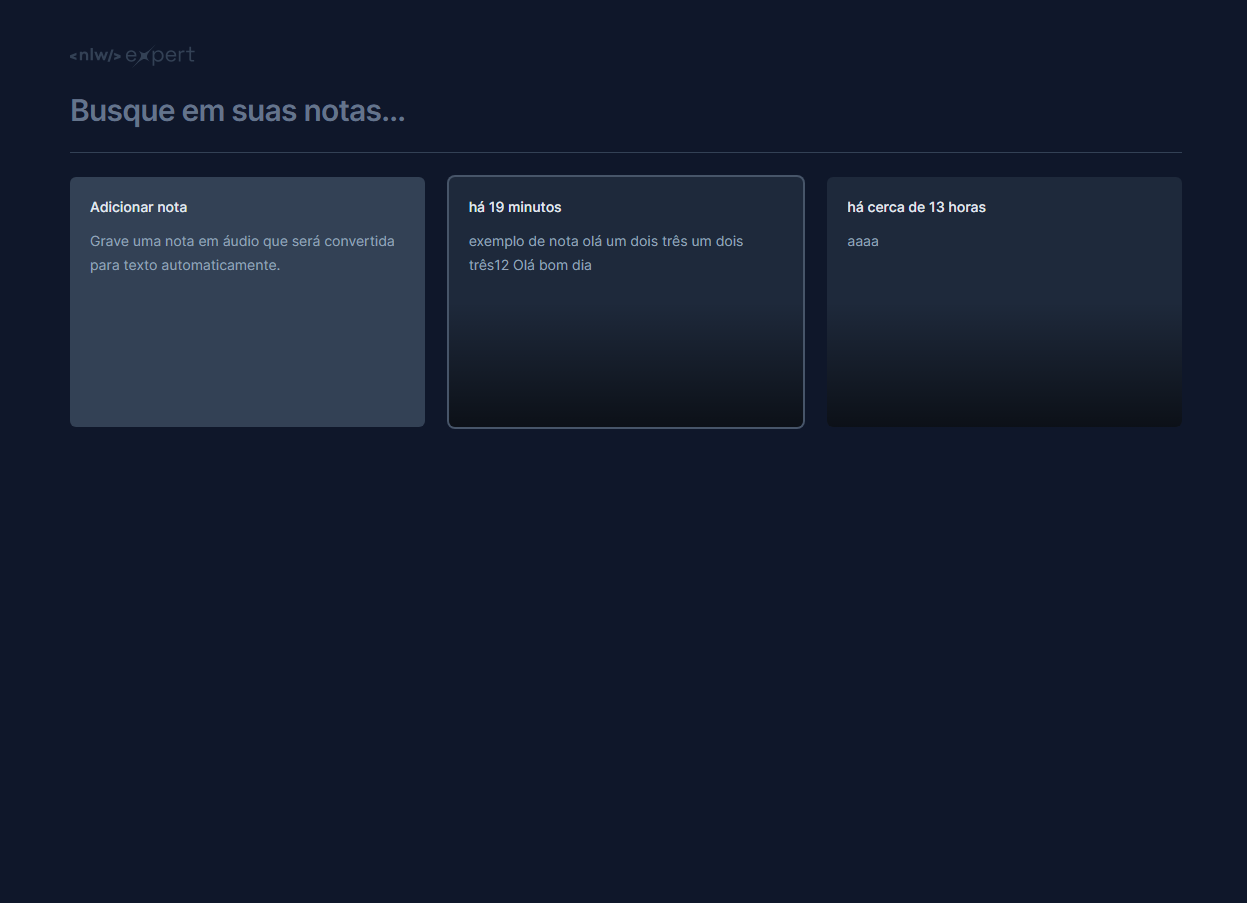 <nlw/> expert
Busque em suas notas...
Adicionar nota
Grave uma nota em áudio que será convertida
para texto automaticamente.
há 19 minutos
exemplo de nota olá um dois três um dois
três12 Olá bom dia
há cerca de 13 horas
aaaa